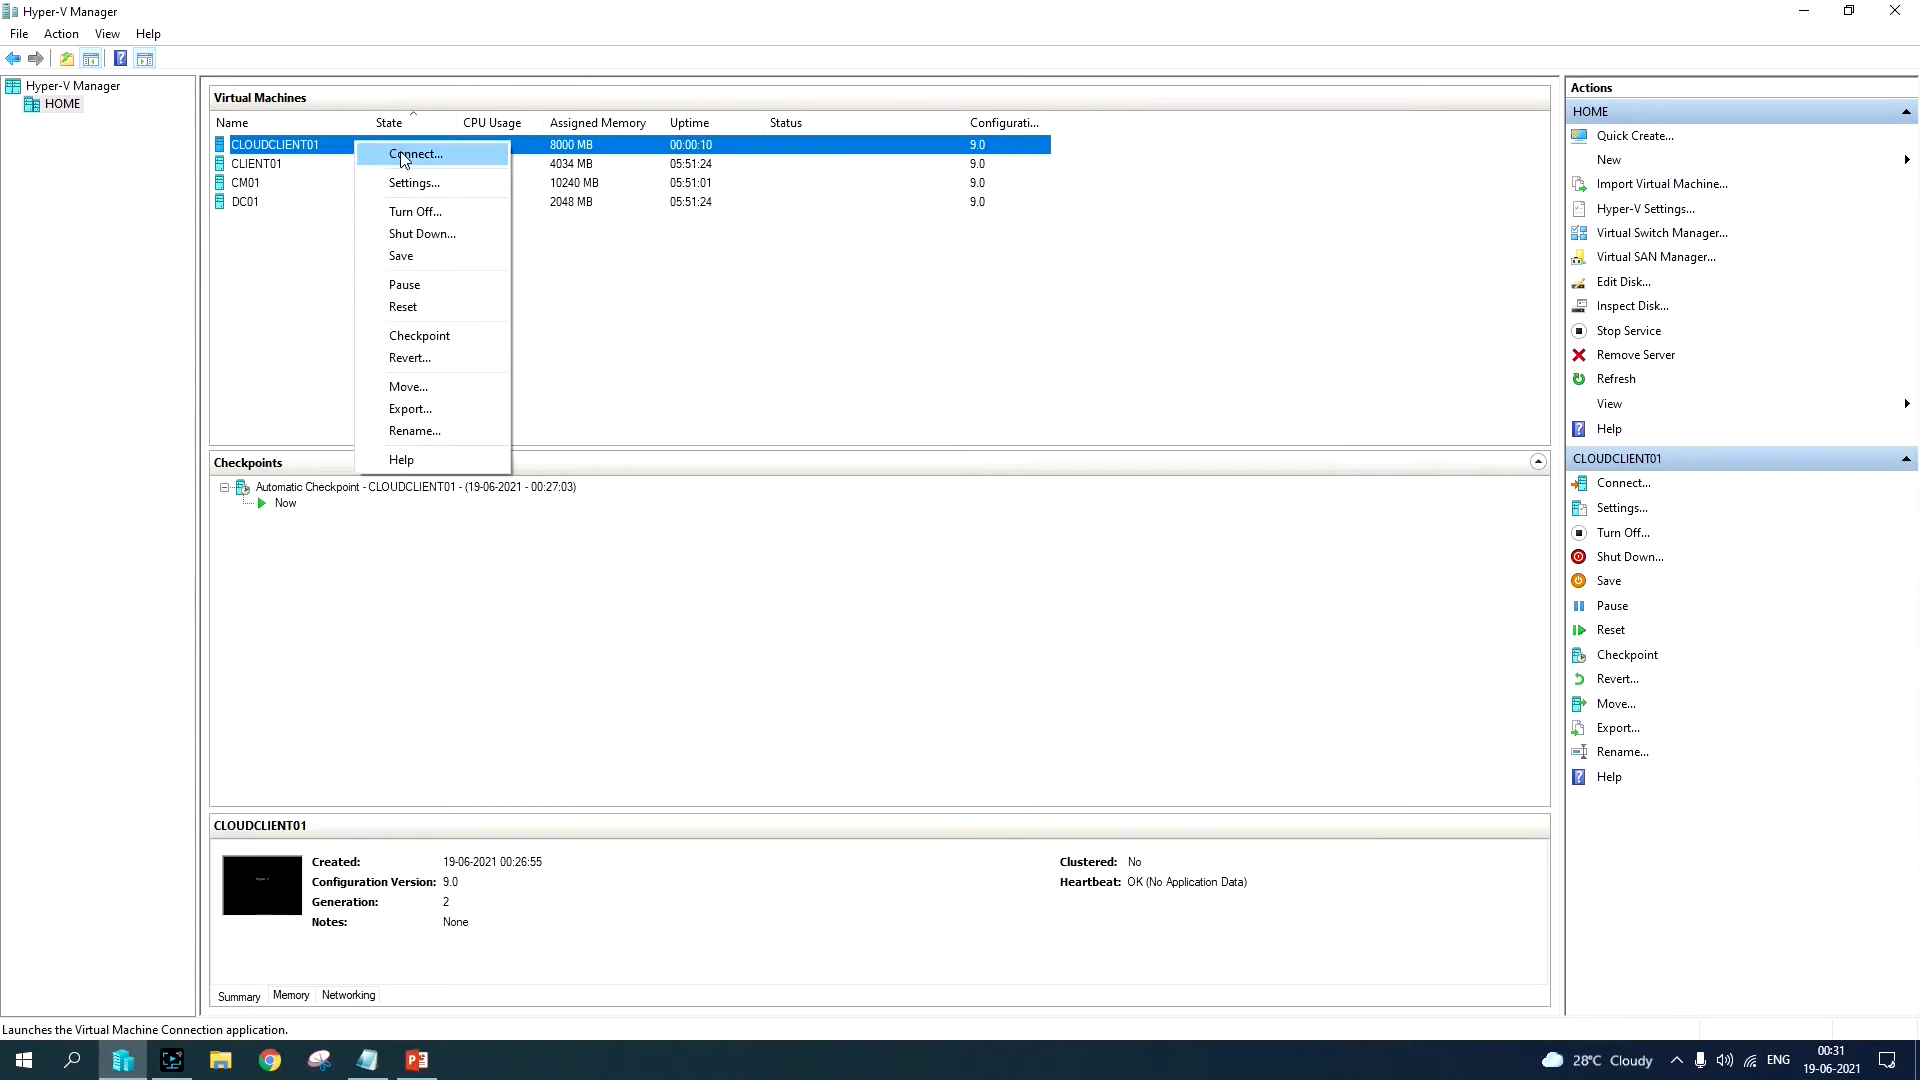 Hyper-V Manager
File Action View Help
Hyper-V Manager
HOME
Virtual Machines
Name State CPU Usage Assigned Memory Uptime Status Configurati...
CLOUDCLIENT01 8000 MB 00:00:10 9.0
CLIENT01 4034 MB 05:51:24 9.0
CM01 10240 MB 05:51:01 9.0
DC01 2048 MB 05:51:24 9.0
Connect...
Settings...
Turn Off...
Shut Down...
Save
Pause
Reset
Checkpoint
Revert...
Move...
Export...
Rename...
Help
Checkpoints
Automatic Checkpoint - CLOUDCLIENT01 - (19-06-2021 - 00:27:03)
Now
CLOUDCLIENT01
Hyper-V
Created: 19-06-2021 00:26:55 Clustered: No
Configuration Version: 9.0 Heartbeat: OK (No Application Data)
Generation: 2
Notes: None
Summary Memory Networking
Actions
HOME
Quick Create...
New
Import Virtual Machine...
Hyper-V Settings...
Virtual Switch Manager...
Virtual SAN Manager...
Edit Disk...
Inspect Disk...
Stop Service
Remove Server
Refresh
View
Help
CLOUDCLIENT01
Connect...
Settings...
Turn Off...
Shut Down...
Save
Pause
Reset
Checkpoint
Revert...
Move...
Export...
Rename...
Help
Launches the Virtual Machine Connection application.
28°C Cloudy ENG 00:31
19-06-2021